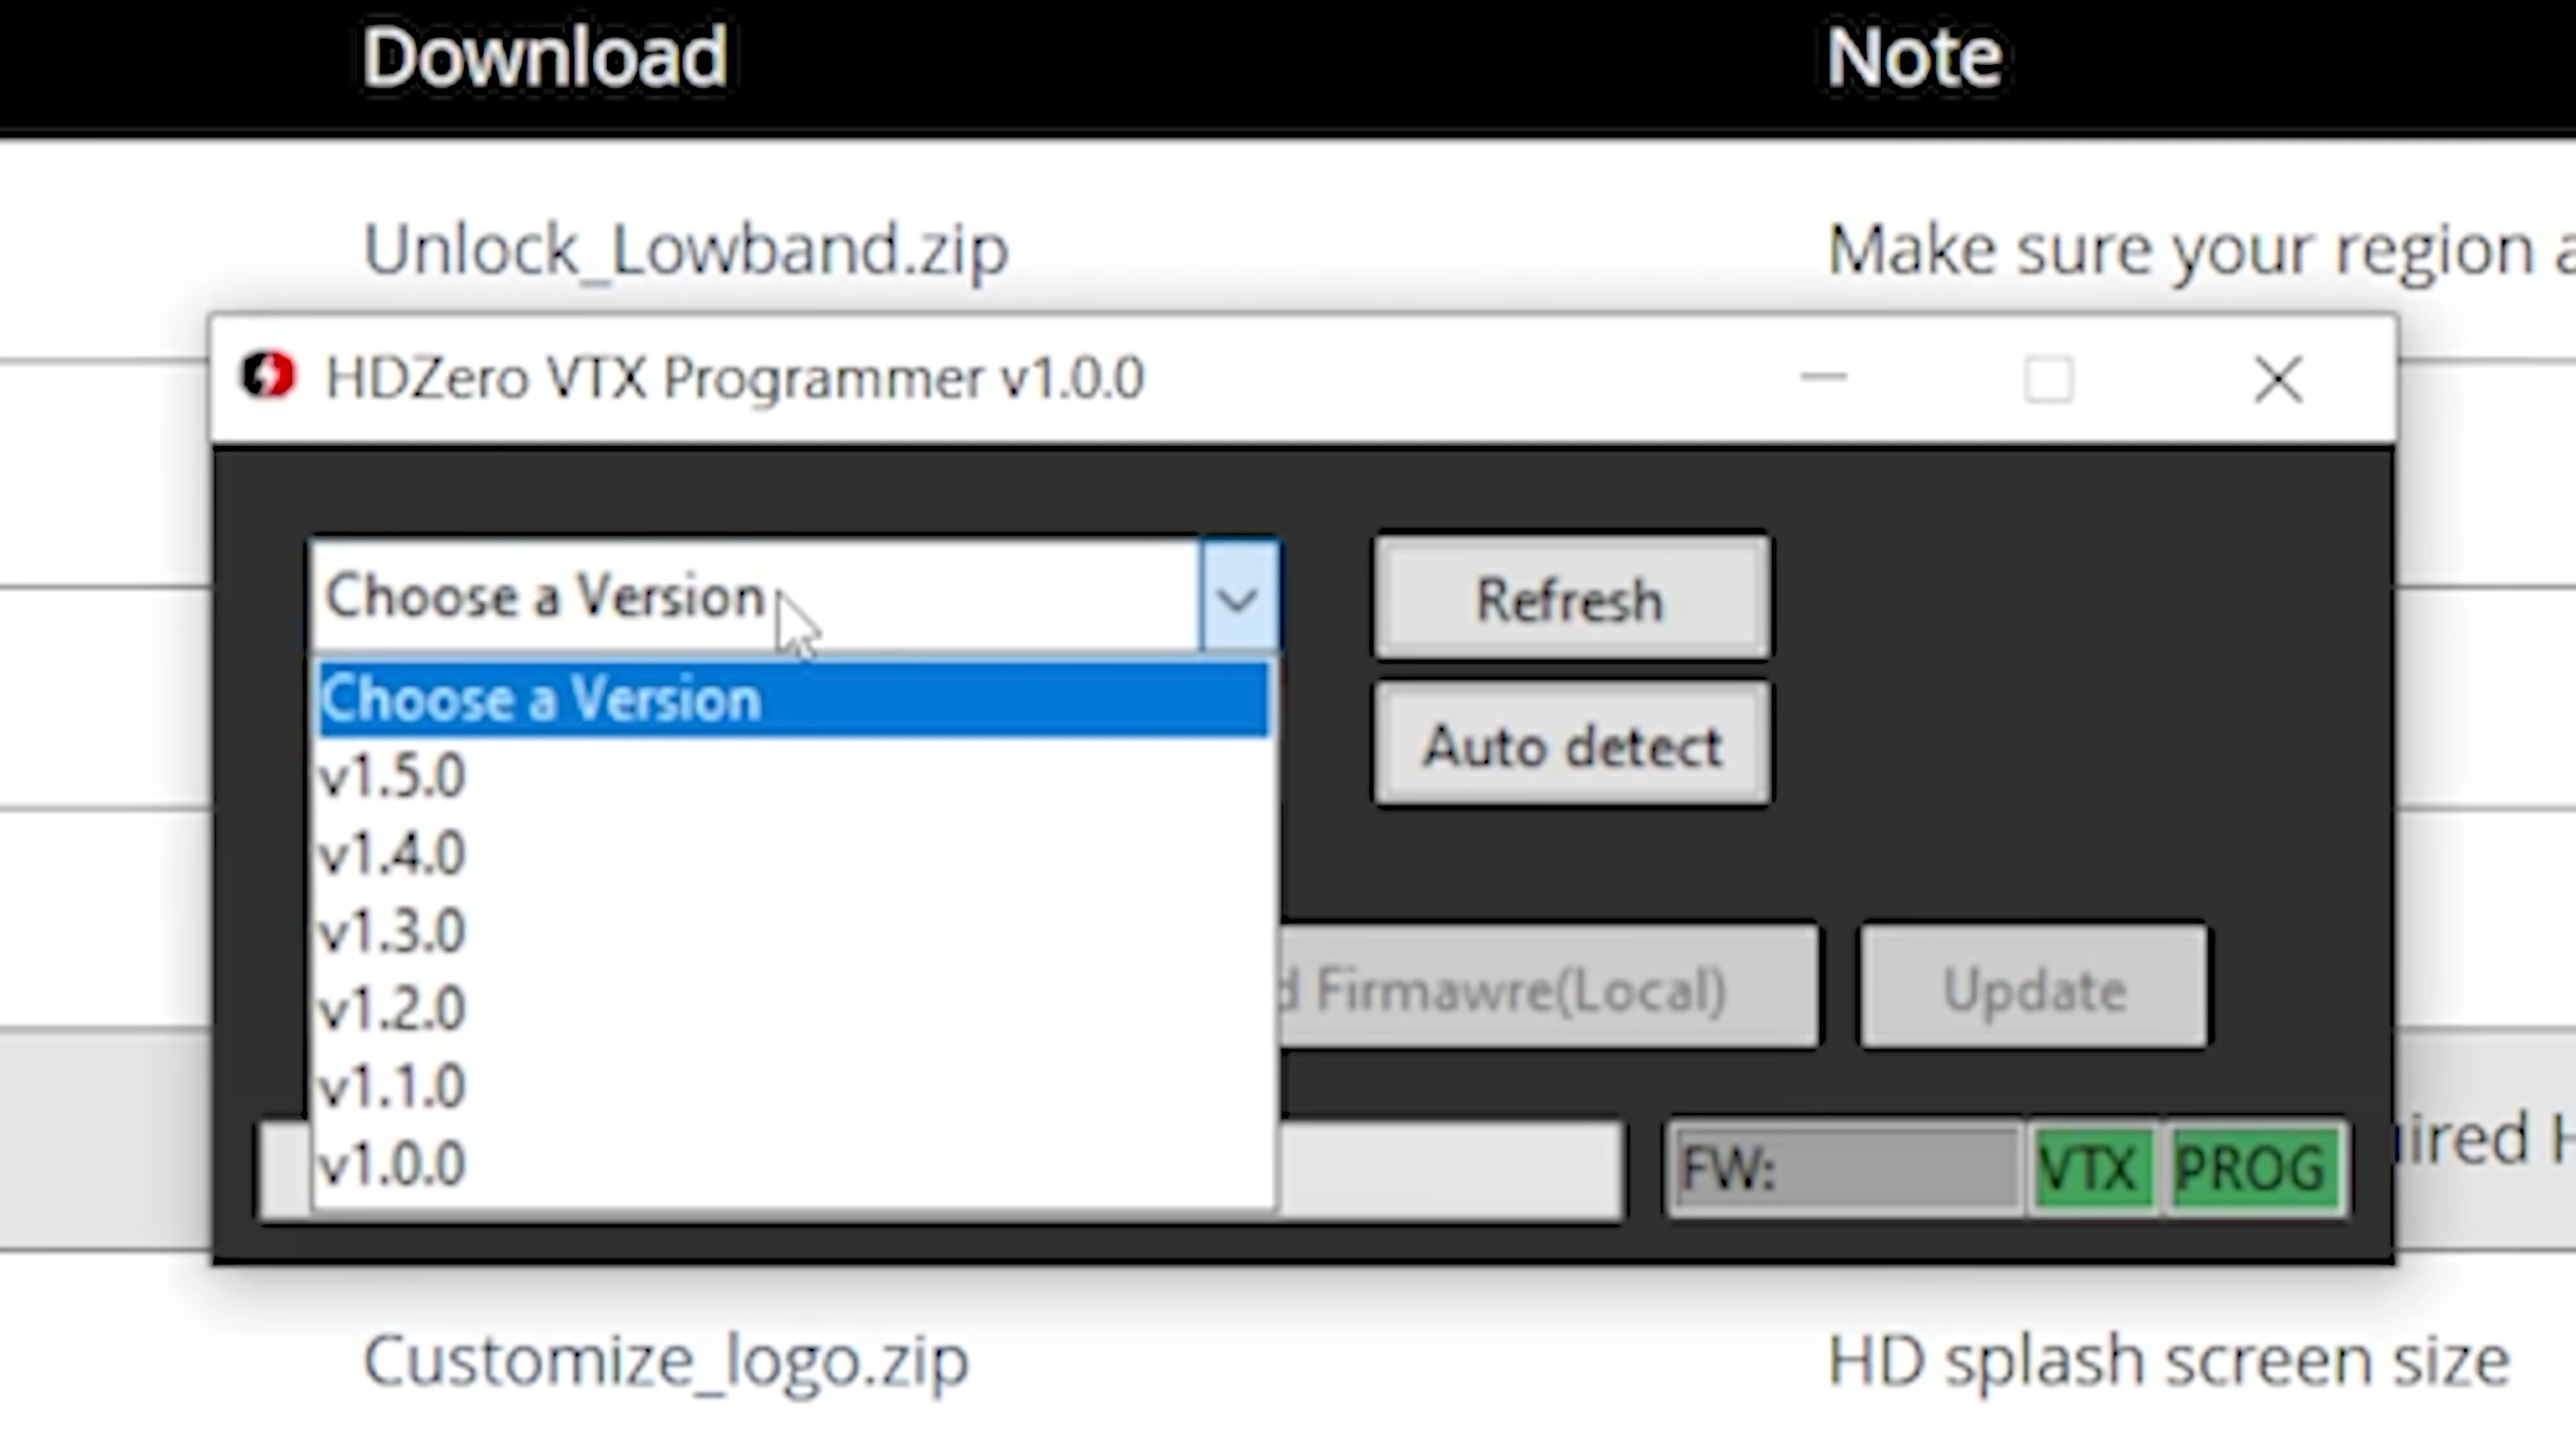 Download Note
Unlock_Lowband.zip Make sure your region a
HDZero VTX Programmer v1.0.0
Choose a Version
Refresh
Choose a Version
Auto detect
v1.5.0
v1.4.0
v1.3.0
d Firmawre(Local)
Update
v1.2.0
v1.1.0
v1.0.0
FW: VTX PROG
ired H
Customize_logo.zip HD splash screen size